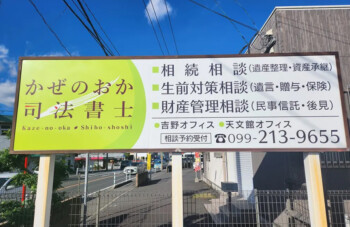 かぜのおか
司法書士
Kaze-no-oka Shiho-shoshi
■相続相談(遺産整理・資産承継)
■生前対策相談(遺言・贈与・保険)
■財産管理相談(民事信託・後見)
●吉野オフィス ●天文館オフィス
相談予約受付 ☎099-213-9655